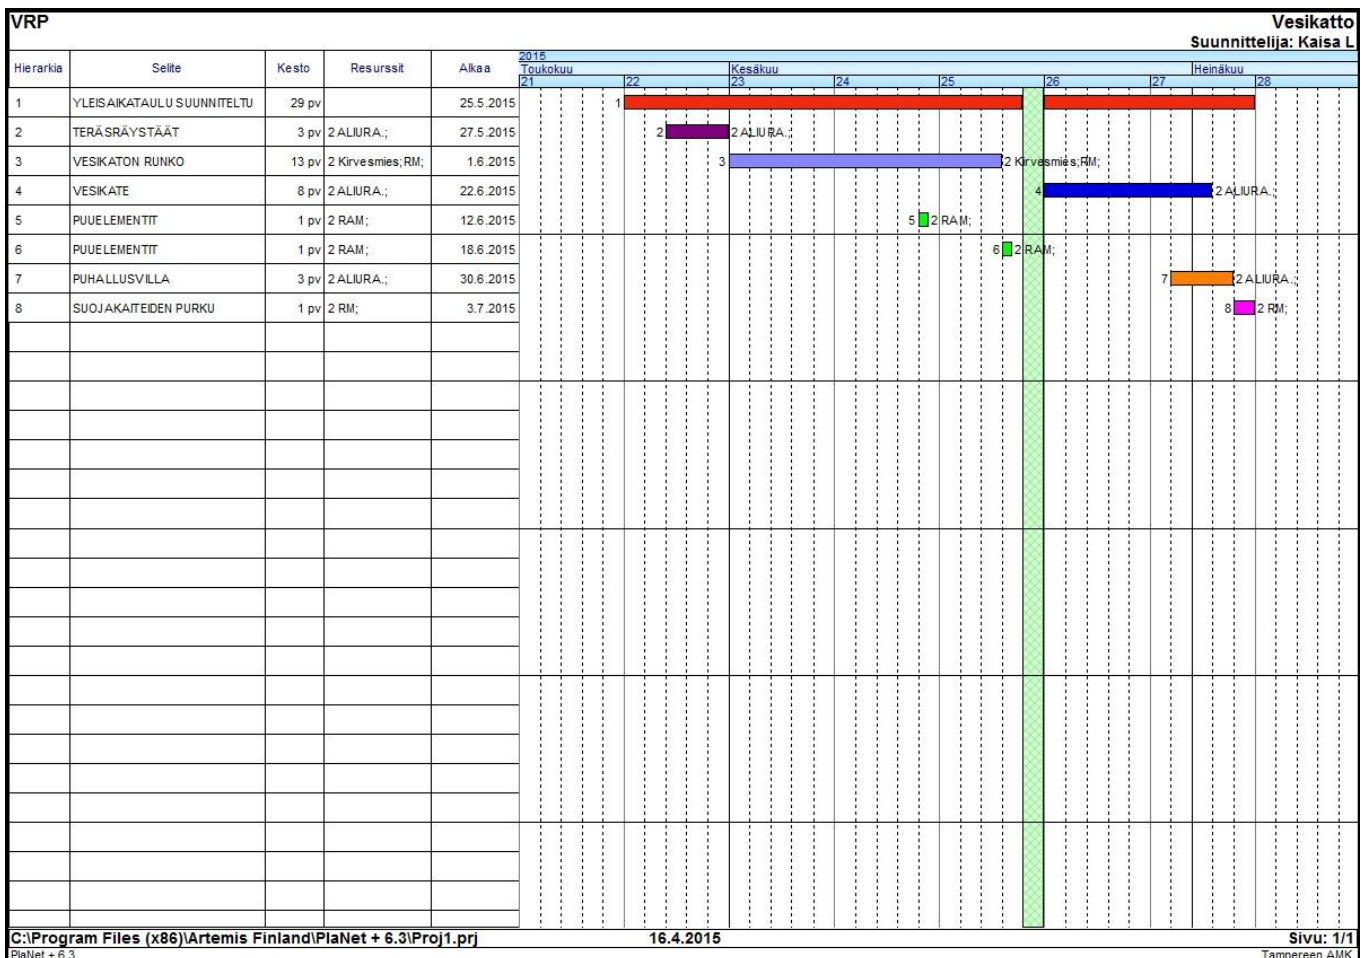 VRP Vesikatto
Suunnittelija: Kaisa L
Hierarkia Selite Kesto Resurssit Alkaa
2015
Toukokuu Kesäkuu Heinäkuu
21 22 23 24 25 26 27 28
1 YLEISAIKATAULU SUUNNITELTU 29 pv 25.5.2015 1
2 TERÄSRÄYSTÄÄT 3 pv 2 ALIURA.; 27.5.2015 2 2 ALIURA.;
3 VESIKATON RUNKO 13 pv 2 Kirvesmies;RM; 1.6.2015 3 2 Kirvesmies;RM;
4 VESIKATE 8 pv 2 ALIURA.; 22.6.2015 4 2 ALIURA.;
5 PUUELEMENTIT 1 pv 2 RAM; 12.6.2015 5 2 RAM;
6 PUUELEMENTIT 1 pv 2 RAM; 18.6.2015 6 2 RAM;
7 PUHALLUSVILLA 3 pv 2 ALIURA.; 30.6.2015 7 2 ALIURA.;
8 SUOJAKAITEIDEN PURKU 1 pv 2 RM; 3.7.2015 8 2 RM;
C:\Program Files (x86)\Artemis Finland\PlaNet + 6.3\Proj1.prj 16.4.2015 Sivu: 1/1
PlaNet + 6.3 Tampereen AMK